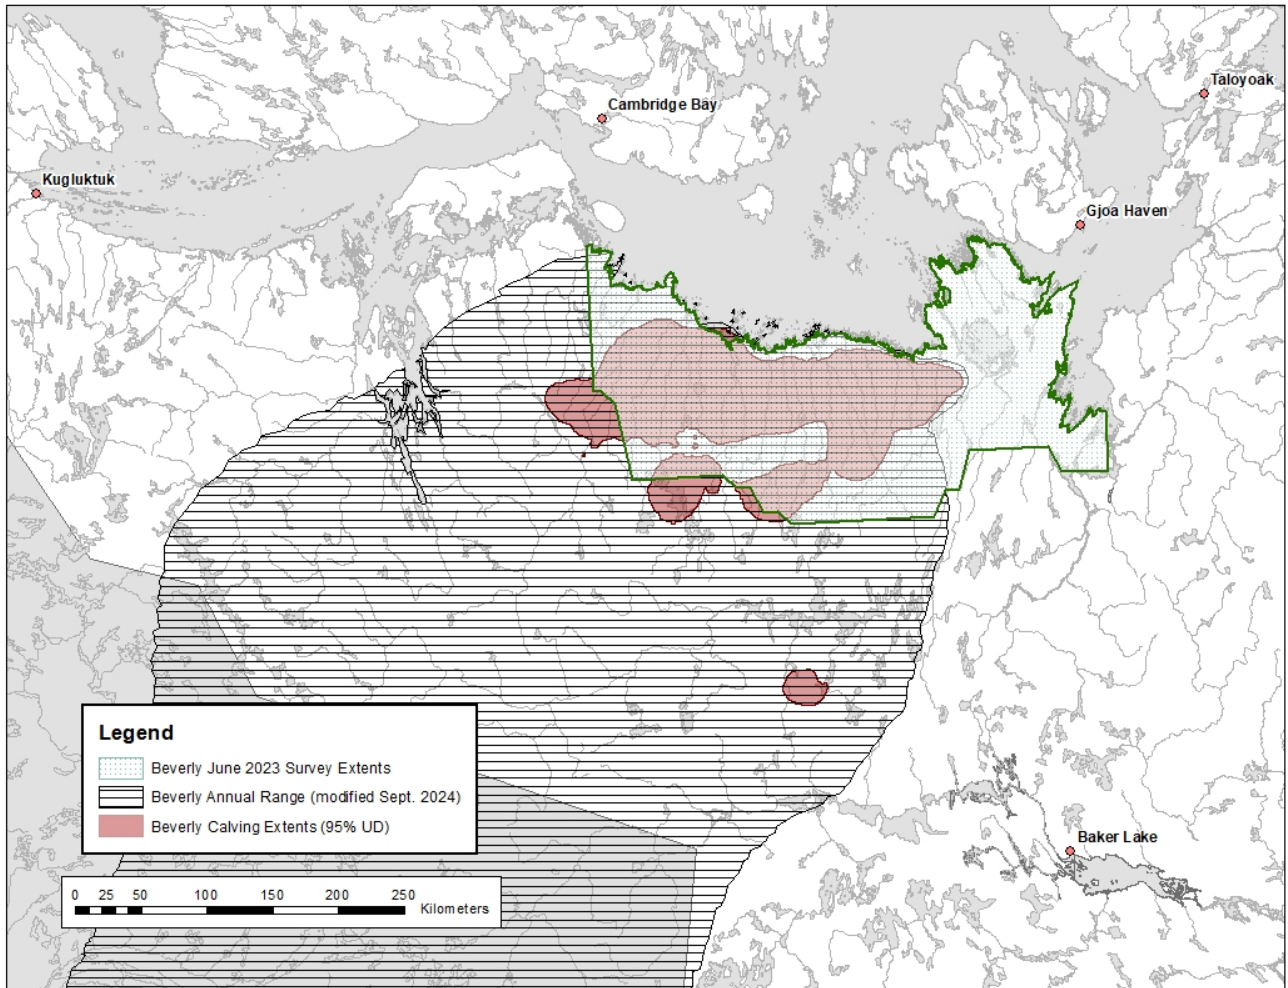 Taloyoak
Cambridge Bay
Kugluktuk
Gjoa Haven
Legend
Beverly June 2023 Survey Extents
Beverly Annual Range (modified Sept. 2024)
Beverly Calving Extents (95% UD)
Baker Lake
0 25 50 100 150 200 250
Kilometers